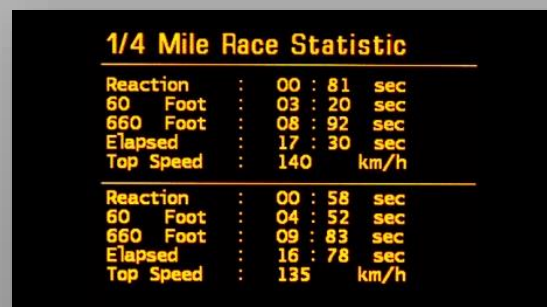 1/4 Mile Race Statistic
Reaction : 00 : 81 sec
60 Foot : 03 : 20 sec
660 Foot : 08 : 92 sec
Elapsed : 17 : 30 sec
Top Speed : 140 km/h
Reaction : 00 : 58 sec
60 Foot : 04 : 52 sec
660 Foot : 09 : 83 sec
Elapsed : 16 : 78 sec
Top Speed : 135 km/h